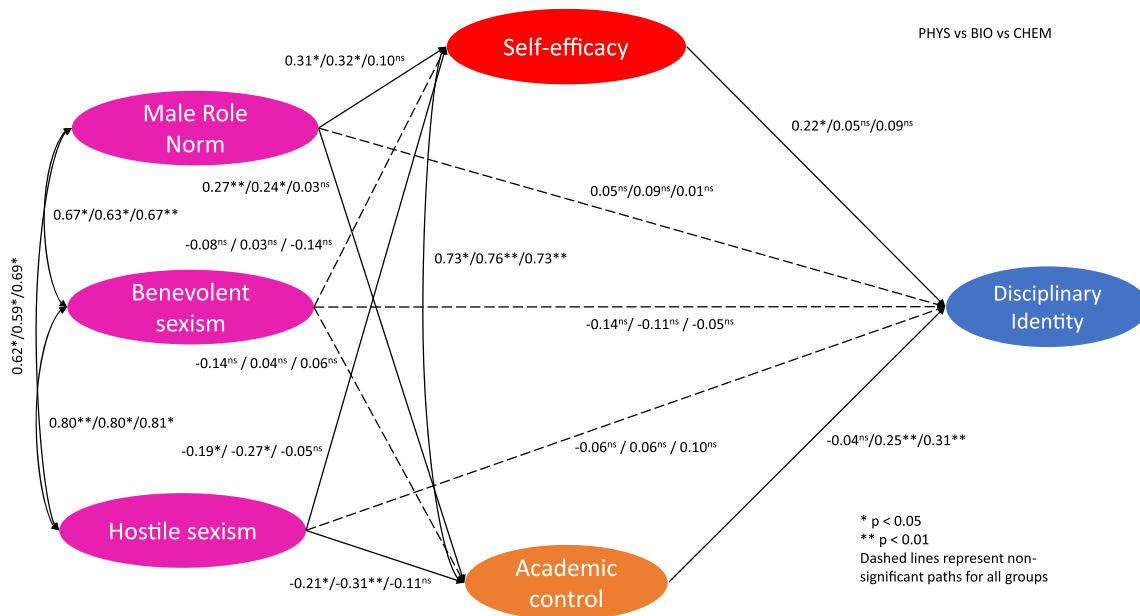 PHYS vs BIO vs CHEM
Self-efficacy
0.31*/0.32*/0.10ns
Male Role
Norm
0.22*/0.05ns/0.09ns
0.27**/0.24*/0.03ns
0.05ns/0.09ns/0.01ns
0.67*/0.63*/0.67**
-0.08ns / 0.03ns / -0.14ns
0.73*/0.76**/0.73**
0.62*/0.59*/0.69*
Benevolent
sexism
Disciplinary
Identity
-0.14ns/ -0.11ns / -0.05ns
-0.14ns/ 0.04ns / 0.06ns
0.80**/0.80*/0.81*
-0.19*/ -0.27*/ -0.05ns
-0.06ns / 0.06ns / 0.10ns
-0.04ns/0.25**/0.31**
Hostile sexism
* p < 0.05
** p < 0.01
Dashed lines represent non-
significant paths for all groups
-0.21*/-0.31**/-0.11ns
Academic
control